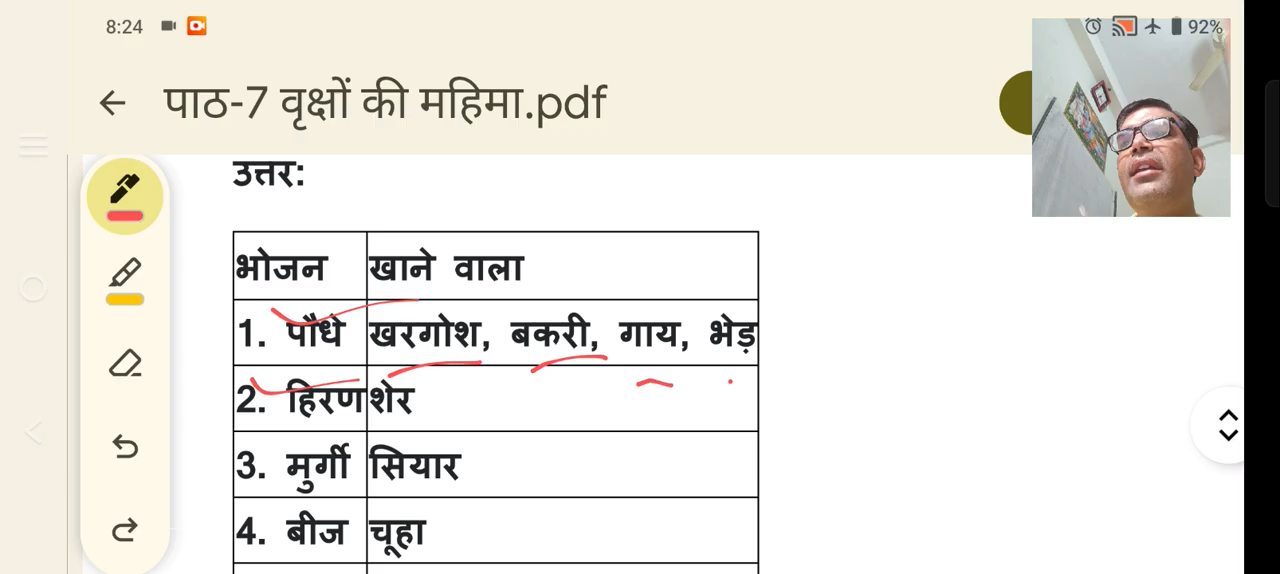 8:24
92%
पाठ-7 वृक्षों की महिमा.pdf
उत्तर:
भोजन खाने वाला
1. पौंधे खरगोश, बकरी, गाय, भेड़
2. हिरण शेर
3. मुर्गी सियार
4. बीज चूहा